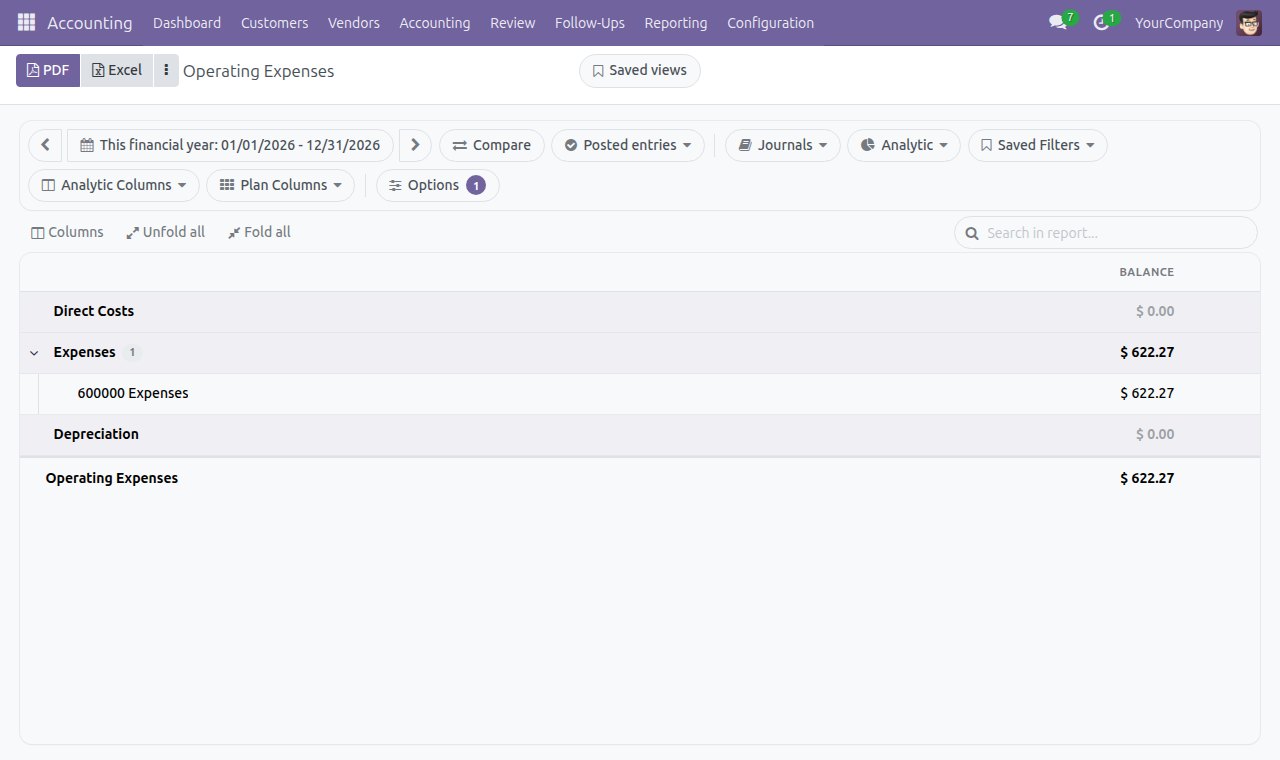 Accounting Dashboard Customers Vendors Accounting Review Follow-Ups Reporting Configuration 7 1 YourCompany
PDF Excel Operating Expenses Saved views
This financial year: 01/01/2026 - 12/31/2026 Compare Posted entries Journals Analytic Saved Filters
Analytic Columns Plan Columns Options 1
Columns Unfold all Fold all Search in report...
BALANCE
Direct Costs $ 0.00
Expenses 1 $ 622.27
600000 Expenses $ 622.27
Depreciation $ 0.00
Operating Expenses $ 622.27